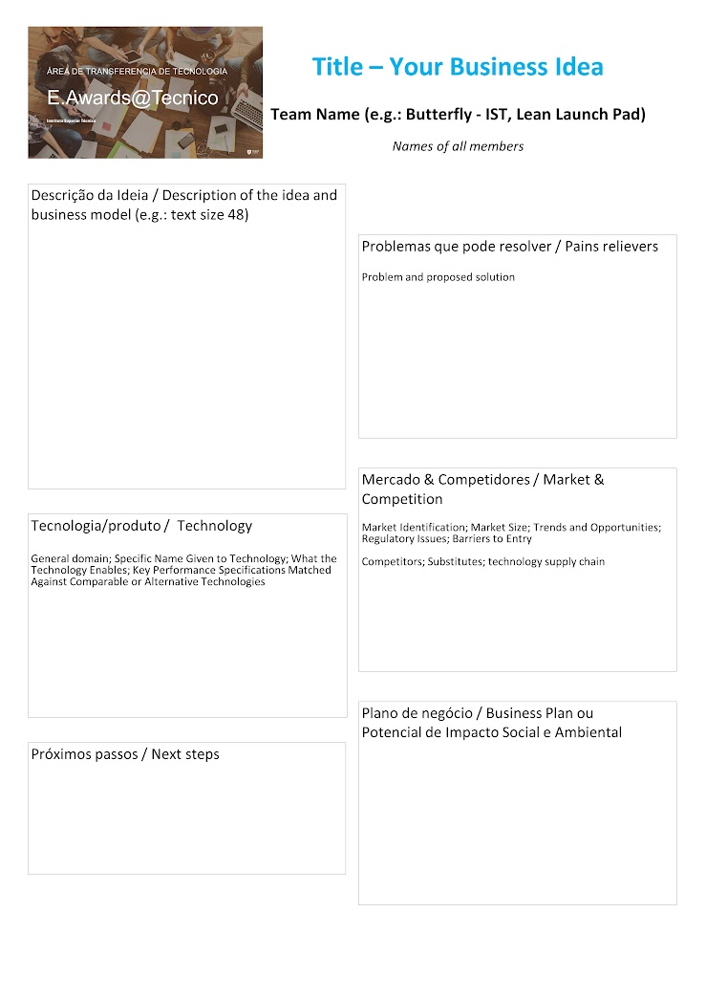 ÁREA DE TRANSFERENCIA DE TECNOLOGIA
E.Awards@Tecnico
Instituto Superior Técnico
Title – Your Business Idea
Team Name (e.g.: Butterfly - IST, Lean Launch Pad)
Names of all members
Descrição da Ideia / Description of the idea and
business model (e.g.: text size 48)
Problemas que pode resolver / Pains relievers
Problem and proposed solution
Mercado & Competidores / Market &
Competition
Market Identification; Market Size; Trends and Opportunities;
Regulatory Issues; Barriers to Entry
Competitors; Substitutes; technology supply chain
Tecnologia/produto / Technology
General domain; Specific Name Given to Technology; What the
Technology Enables; Key Performance Specifications Matched
Against Comparable or Alternative Technologies
Plano de negócio / Business Plan ou
Potencial de Impacto Social e Ambiental
Próximos passos / Next steps